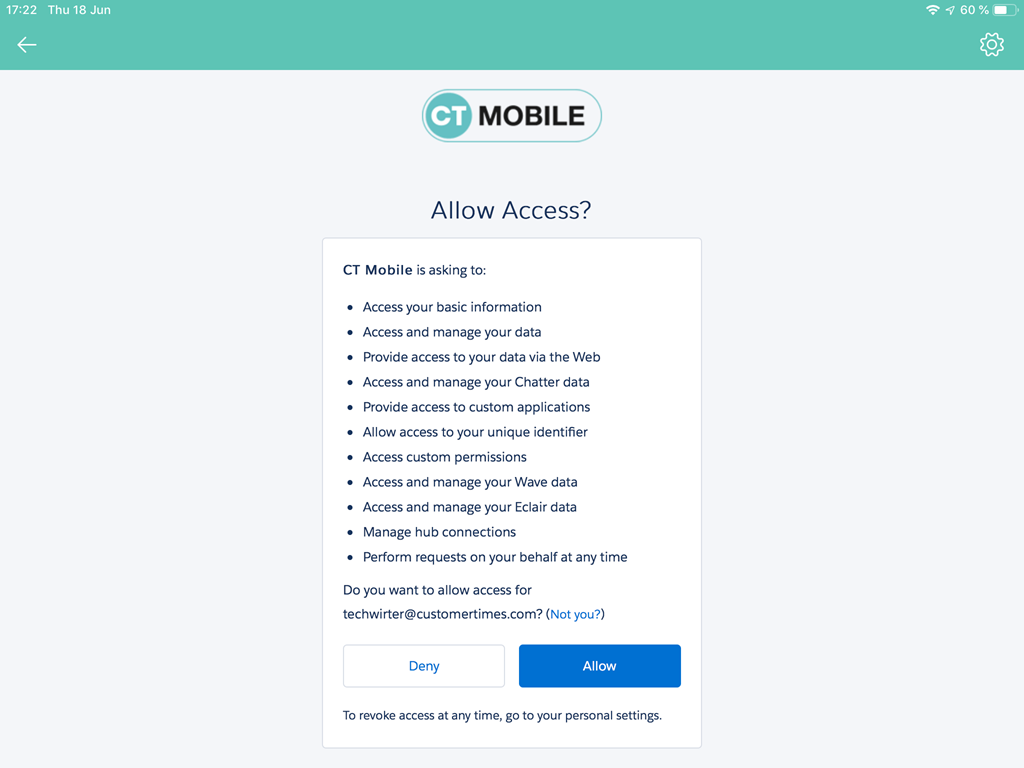 17:22 Thu 18 Jun
60 %
CT MOBILE
Allow Access?
CT Mobile is asking to:
• Access your basic information
• Access and manage your data
• Provide access to your data via the Web
• Access and manage your Chatter data
• Provide access to custom applications
• Allow access to your unique identifier
• Access custom permissions
• Access and manage your Wave data
• Access and manage your Eclair data
• Manage hub connections
• Perform requests on your behalf at any time
Do you want to allow access for
techwirter@customertimes.com? (Not you?)
Deny
Allow
To revoke access at any time, go to your personal settings.